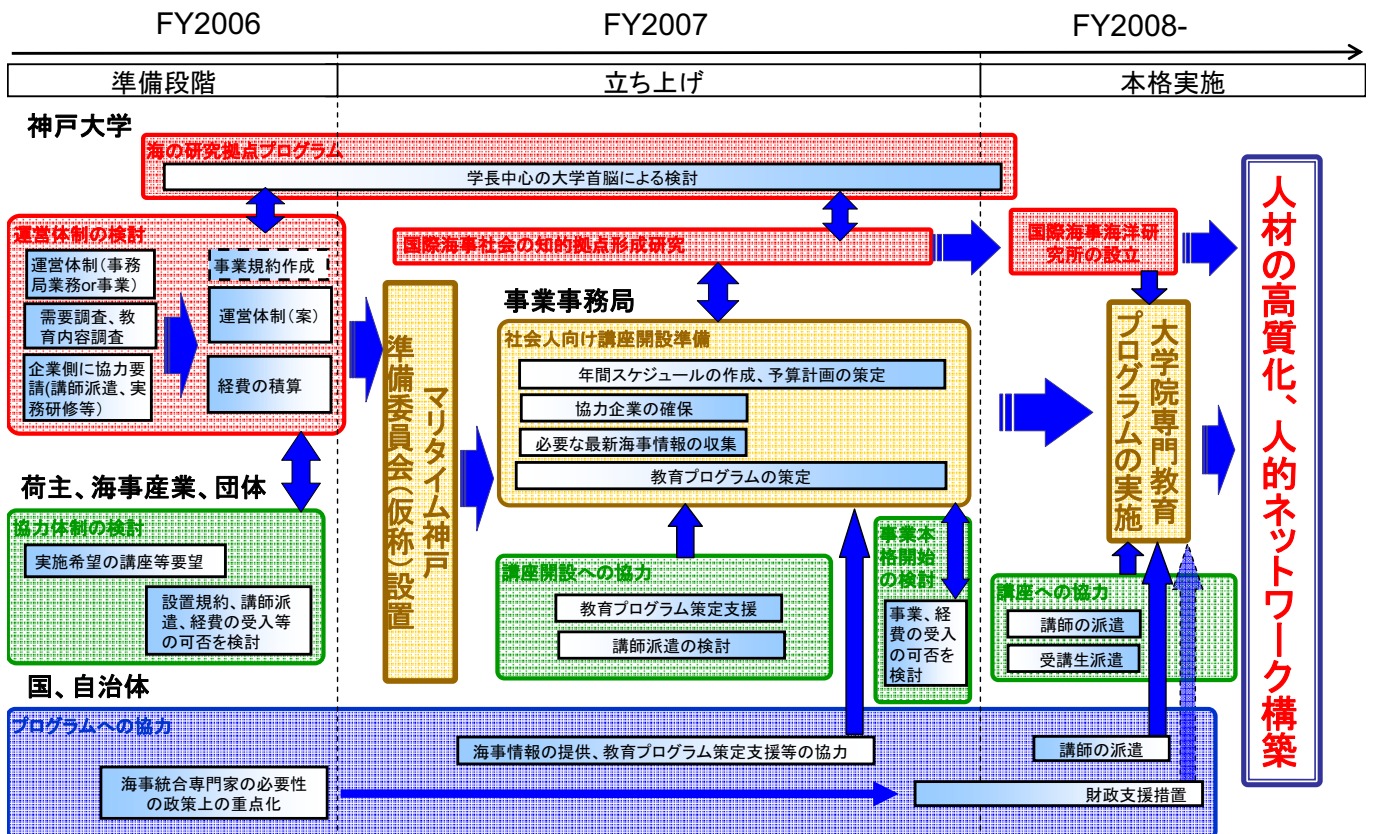 FY2006
FY2007
FY2008-
準備段階
立ち上げ
本格実施
神戸大学
海の研究拠点プログラム
学長中心の大学首脳による検討
運営体制の検討
運営体制(事務
局業務or事業)
需要調査、教
育内容調査
企業側に協力要
請(講師派遣、実
務研修等)
事業規約作成
運営体制(案)
経費の積算
国際海事社会の知的拠点形成研究
国際海事海洋研
究所の設立
マリタイム神戸
準備委員会(仮称)設置
事業事務局
社会人向け講座開設準備
年間スケジュールの作成、予算計画の策定
協力企業の確保
必要な最新海事情報の収集
教育プログラムの策定
大学院専門教育
プログラムの実施
人材の高質化、人的ネットワーク構築
荷主、海事産業、団体
協力体制の検討
実施希望の講座等要望
設置規約、講師派
遣、経費の受入等
の可否を検討
講座開設への協力
教育プログラム策定支援
講師派遣の検討
事業本
格開始
の検討
事業、経
費の受入
の可否を
検討
講座への協力
講師の派遣
受講生派遣
国、自治体
プログラムへの協力
海事情報の提供、教育プログラム策定支援等の協力
講師の派遣
海事統合専門家の必要性
の政策上の重点化
財政支援措置